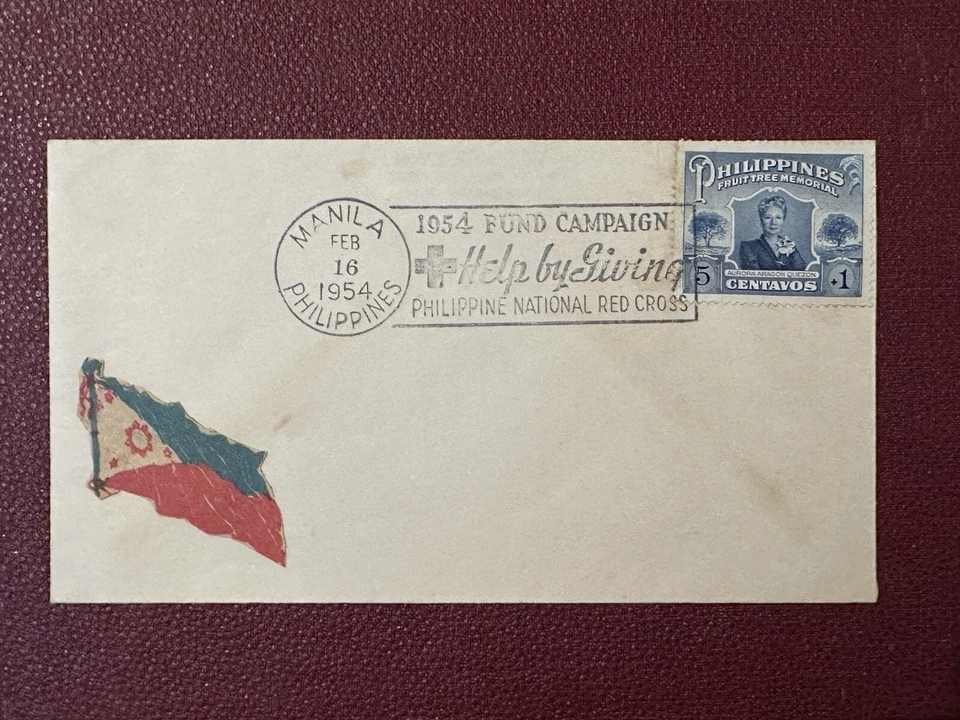 MANILA
FEB
16
1954
PHILIPPINES
1954 FUND CAMPAIGN
Help by Giving
PHILIPPINE NATIONAL RED CROSS
PHILIPPINES
FRUIT TREE MEMORIAL
AURORA ARAGON QUEZON
5 CENTAVOS +1